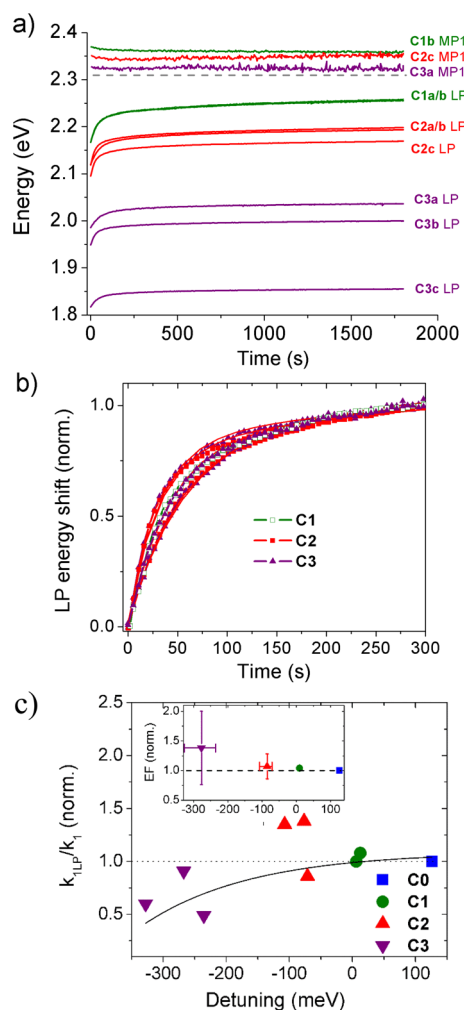 a)
2.4
2.3
2.2
2.1
2.0
1.9
1.8
Energy (eV)
C1b MP1
C2c MP1
C3a MP1
C1a/b LP
C2a/b LP
C2c LP
C3a LP
C3b LP
C3c LP
0 500 1000 1500 2000
Time (s)
b)
1.0
0.5
0.0
LP energy shift (norm.)
C1
C2
C3
0 50 100 150 200 250 300
Time (s)
c)
2.5
2.0
1.5
1.0
0.5
k1LP/k1 (norm.)
2.0
1.5
1.0
0.5
EF (norm.)
-300 -200 -100 0 100
C0
C1
C2
C3
-300 -200 -100 0 100
Detuning (meV)